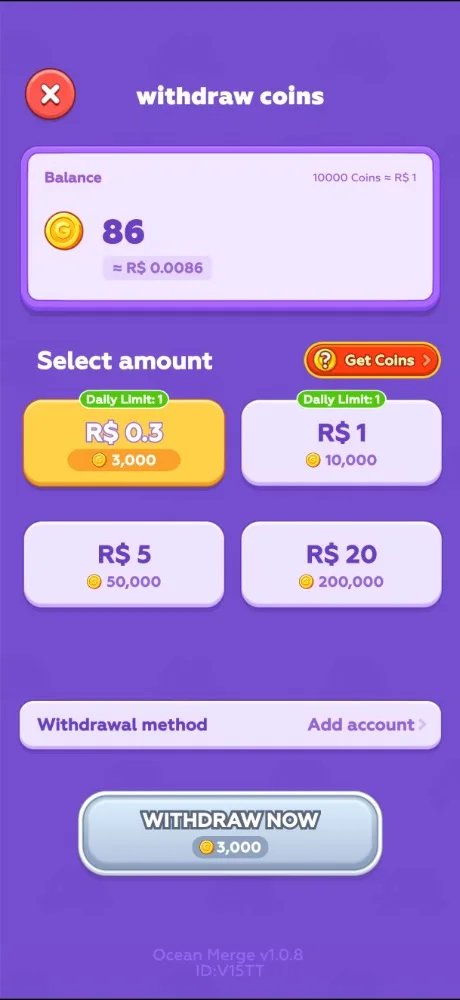 withdraw coins
Balance
10000 Coins ≈ R$ 1
G
86
≈ R$ 0.0086
Select amount
? Get Coins >
Daily Limit: 1
Daily Limit: 1
R$ 0.3
3,000
R$ 1
10,000
R$ 5
50,000
R$ 20
200,000
Withdrawal method
Add account >
WITHDRAW NOW
3,000
Ocean Merge v1.0.8
ID:V15TT